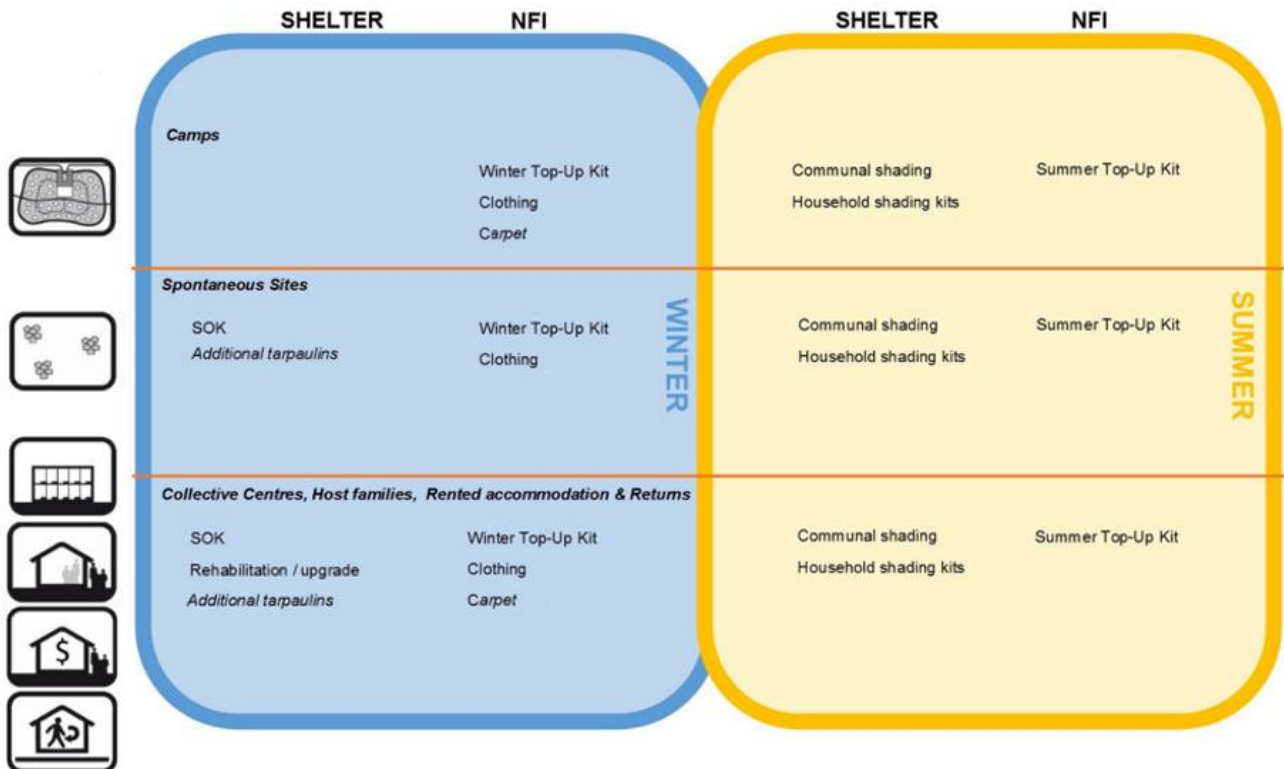 SHELTER NFI SHELTER NFI
Camps
Winter Top-Up Kit Communal shading Summer Top-Up Kit
Clothing Household shading kits
Carpet
Spontaneous Sites
SOK Winter Top-Up Kit Communal shading Summer Top-Up Kit
Additional tarpaulins Clothing Household shading kits
WINTER
SUMMER
Collective Centres, Host families, Rented accommodation & Returns
SOK Winter Top-Up Kit Communal shading Summer Top-Up Kit
Rehabilitation / upgrade Clothing Household shading kits
Additional tarpaulins Carpet
$